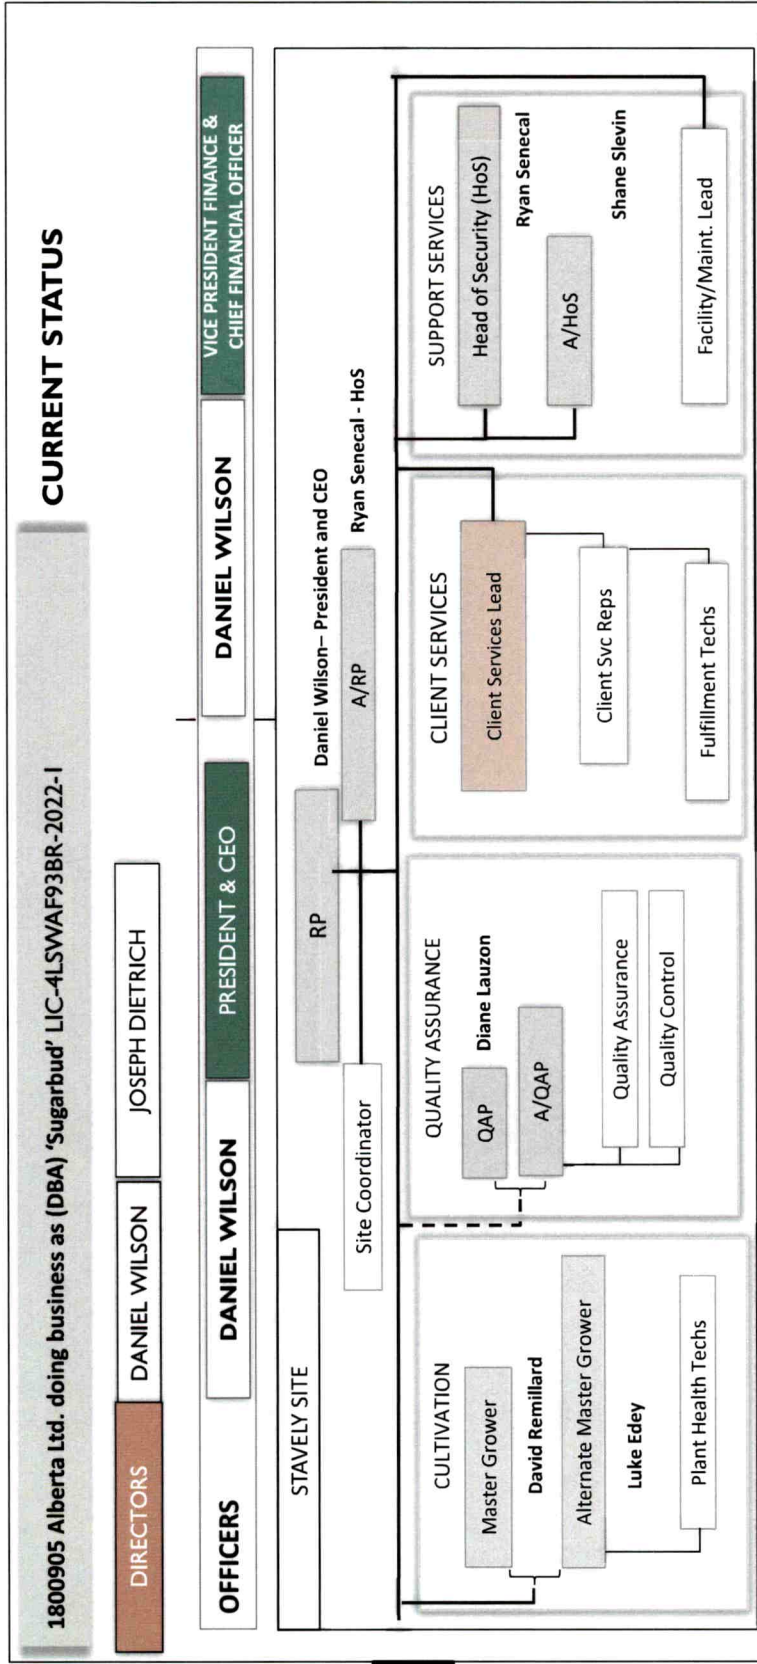 1800905 Alberta Ltd. doing business as (DBA) 'Sugarbud' LIC-4LSWAF93BR-2022-1
CURRENT STATUS
DIRECTORS
DANIEL WILSON
JOSEPH DIETRICH
OFFICERS
DANIEL WILSON
PRESIDENT & CEO
DANIEL WILSON
VICE PRESIDENT FINANCE &
CHIEF FINANCIAL OFFICER
STAVELY SITE
RP
Daniel Wilson– President and CEO
Site Coordinator
A/RP
Ryan Senecal - HoS
CULTIVATION
Master Grower
David Remillard
Alternate Master Grower
Luke Edey
Plant Health Techs
QUALITY ASSURANCE
QAP
Diane Lauzon
A/QAP
Quality Assurance
Quality Control
CLIENT SERVICES
Client Services Lead
Client Svc Reps
Fulfillment Techs
SUPPORT SERVICES
Head of Security (HoS)
Ryan Senecal
A/HoS
Shane Slevin
Facility/Maint. Lead